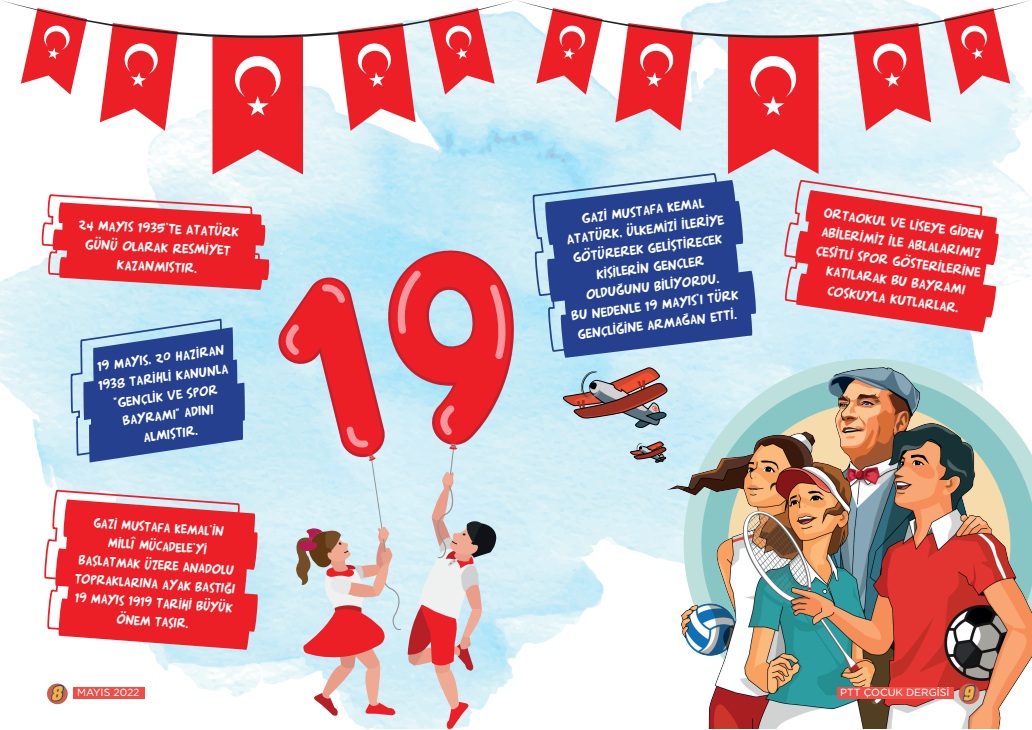 24 MAYIS 1935'TE ATATÜRK
GÜNÜ OLARAK RESMİYET
KAZANMIŞTIR.
19
19 MAYIS, 20 HAZİRAN
1938 TARİHLİ KANUNLA
"GENÇLİK VE SPOR
BAYRAMI" ADINI
ALMIŞTIR.
GAZİ MUSTAFA KEMAL'İN
MİLLÎ MÜCADELE'Yİ
BAŞLATMAK ÜZERE ANADOLU
TOPRAKLARINA AYAK BASTIĞI
19 MAYIS 1919 TARİHİ BÜYÜK
ÖNEM TAŞIR.
8 MAYIS 2022
GAZİ MUSTAFA KEMAL
ATATÜRK, ÜLKEMİZİ İLERİYE
GÖTÜREREK GELİŞTİRECEK
KİŞİLERİN GENÇLER
OLDUĞUNU BİLİYORDU.
BU NEDENLE 19 MAYIS'I TÜRK
GENÇLİĞİNE ARMAĞAN ETTİ.
ORTAOKUL VE LİSEYE GİDEN
ABİLERİMİZ İLE ABLALARIMIZ
ÇEŞİTLİ SPOR GÖSTERİLERİNE
KATILARAK BU BAYRAMI
COŞKUYLA KUTLARLAR.
PTT ÇOCUK DERGİSİ 9